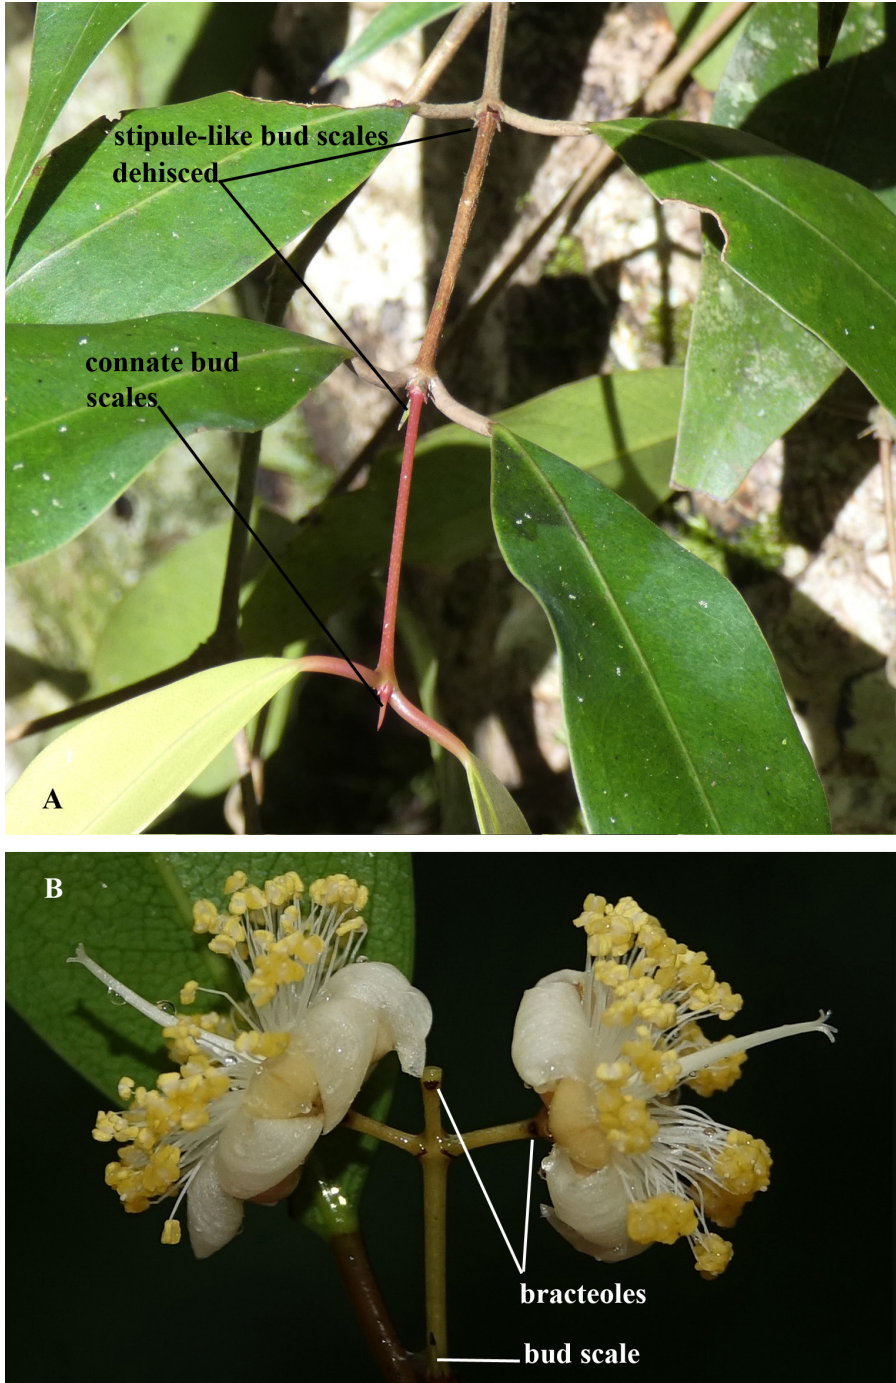 stipule-like bud scales
dehisced
connate bud
scales
A
B
bracteoles
bud scale